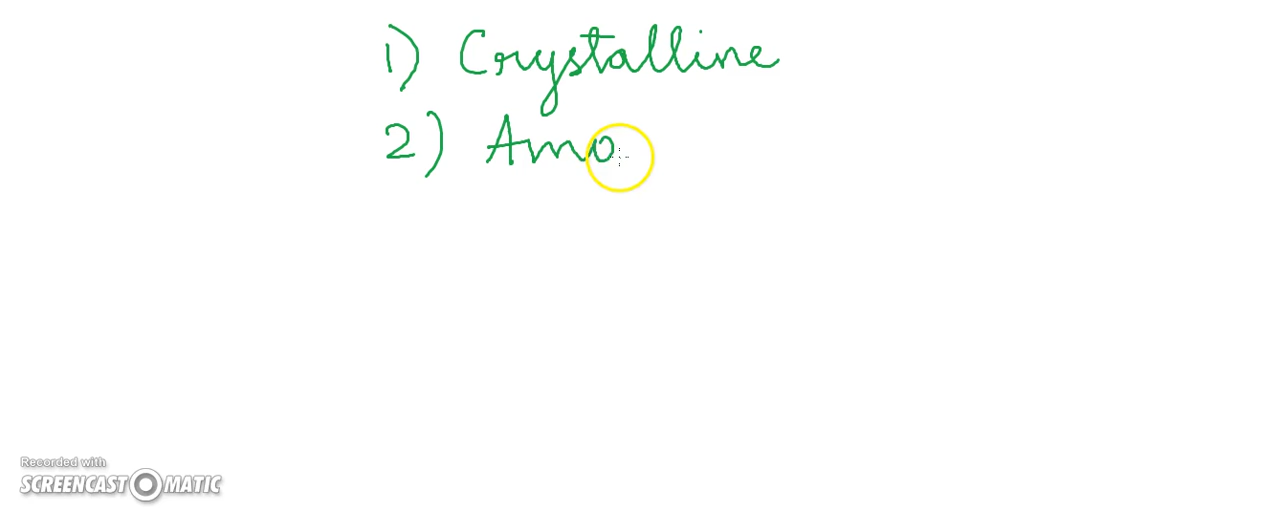 1) Crystalline
2) Amo
Recorded with
SCREENCAST MATIC